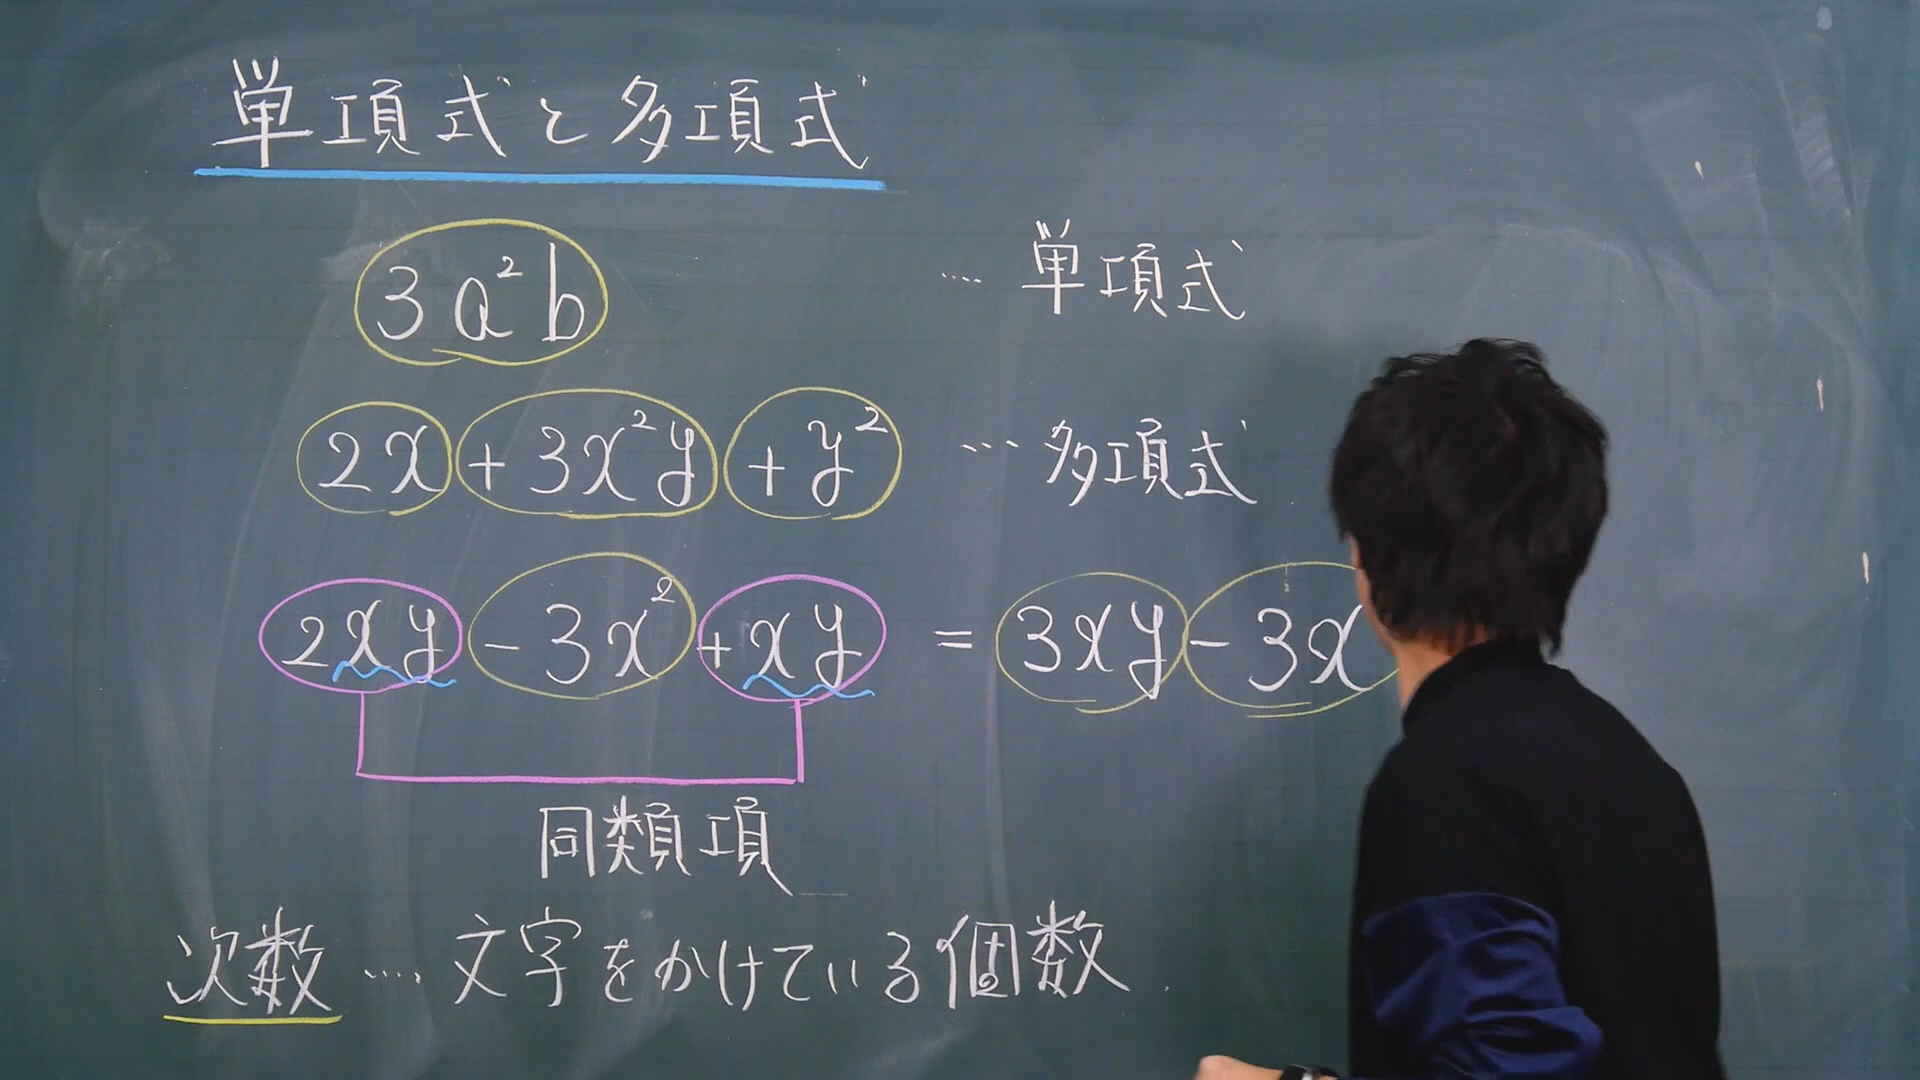 単項式と多項式
3a²b … 単項式
2x + 3x²y + y² … 多項式
2xy - 3x² + xy = 3xy - 3x
同類項
次数 … 文字をかけている個数